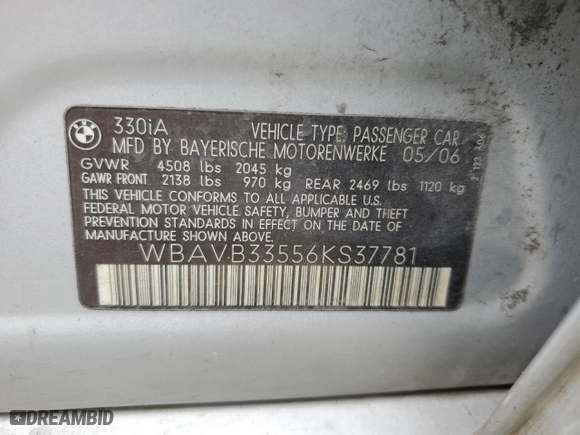 BMW
330iA VEHICLE TYPE: PASSENGER CAR
MFD BY BAYERISCHE MOTORENWERKE 05/06
GVWR 4508 lbs 2045 kg
GAWR FRONT 2138 lbs 970 kg REAR 2469 lbs 1120 kg
THIS VEHICLE CONFORMS TO ALL APPLICABLE U.S.
FEDERAL MOTOR VEHICLE SAFETY, BUMPER AND THEFT
PREVENTION STANDARDS IN EFFECT ON THE DATE OF
MANUFACTURE SHOWN ABOVE.
WBAVB33556KS37781
DREAMBID